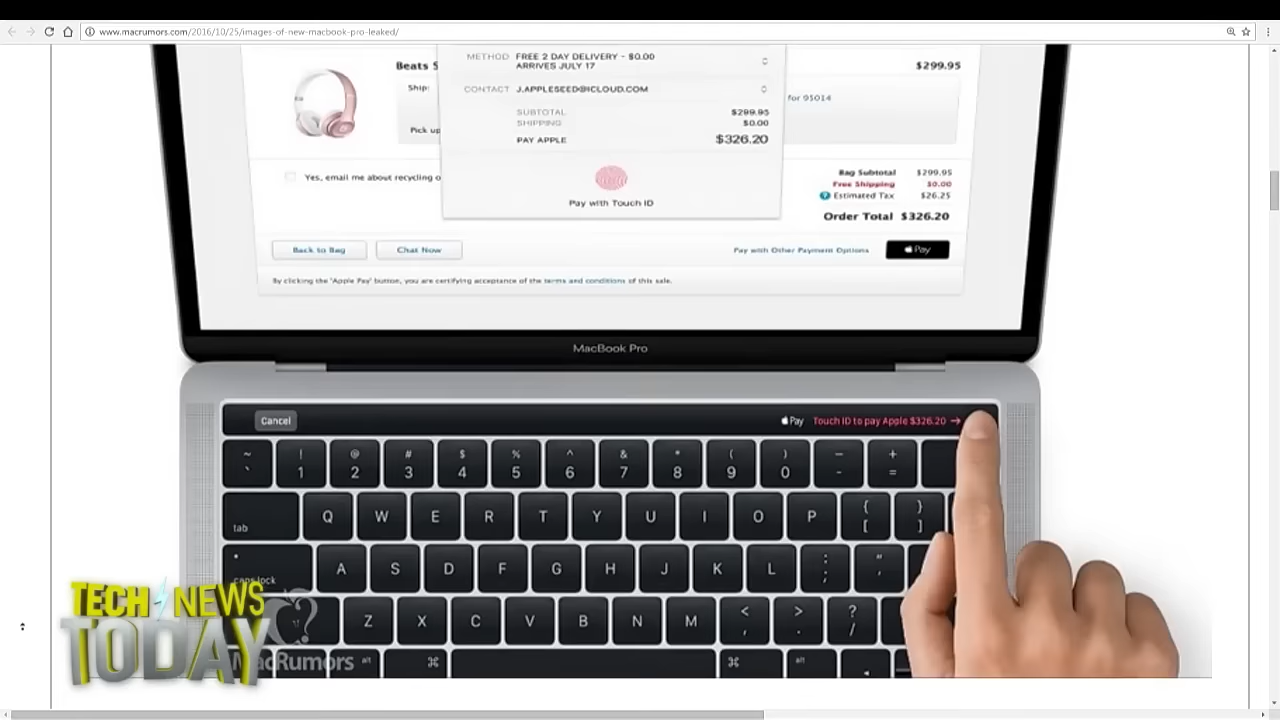 www.macrumors.com/2016/10/25/images-of-new-macbook-pro-leaked/
METHOD FREE 2 DAY DELIVERY - $0.00
ARRIVES JULY 17
Beats S
$299.95
Ship:
CONTACT J.APPLESEED@ICLOUD.COM
for 95014
SUBTOTAL $299.95
SHIPPING $0.00
Pick up
PAY APPLE $326.20
Yes, email me about recycling o
Bag Subtotal $299.95
Free Shipping $0.00
? Estimated Tax $26.25
Pay with Touch ID
Order Total $326.20
Back to Bag Chat Now Pay with Other Payment Options Pay
By clicking the 'Apple Pay' button, you are certifying acceptance of the terms and conditions of this sale.
MacBook Pro
Cancel Pay Touch ID to pay Apple $326.20 →
~ ! @ # $ % ^ & * ( ) — +
` 1 2 3 4 5 6 7 8 9 0 - =
tab Q W E R T Y U I O P { [ } ]
caps lock A S D F G H J K L : ; " '
Z X C V B N M < , > . ? /
alt ⌘ ⌘ alt
TECH NEWS
TODAY
MacRumors